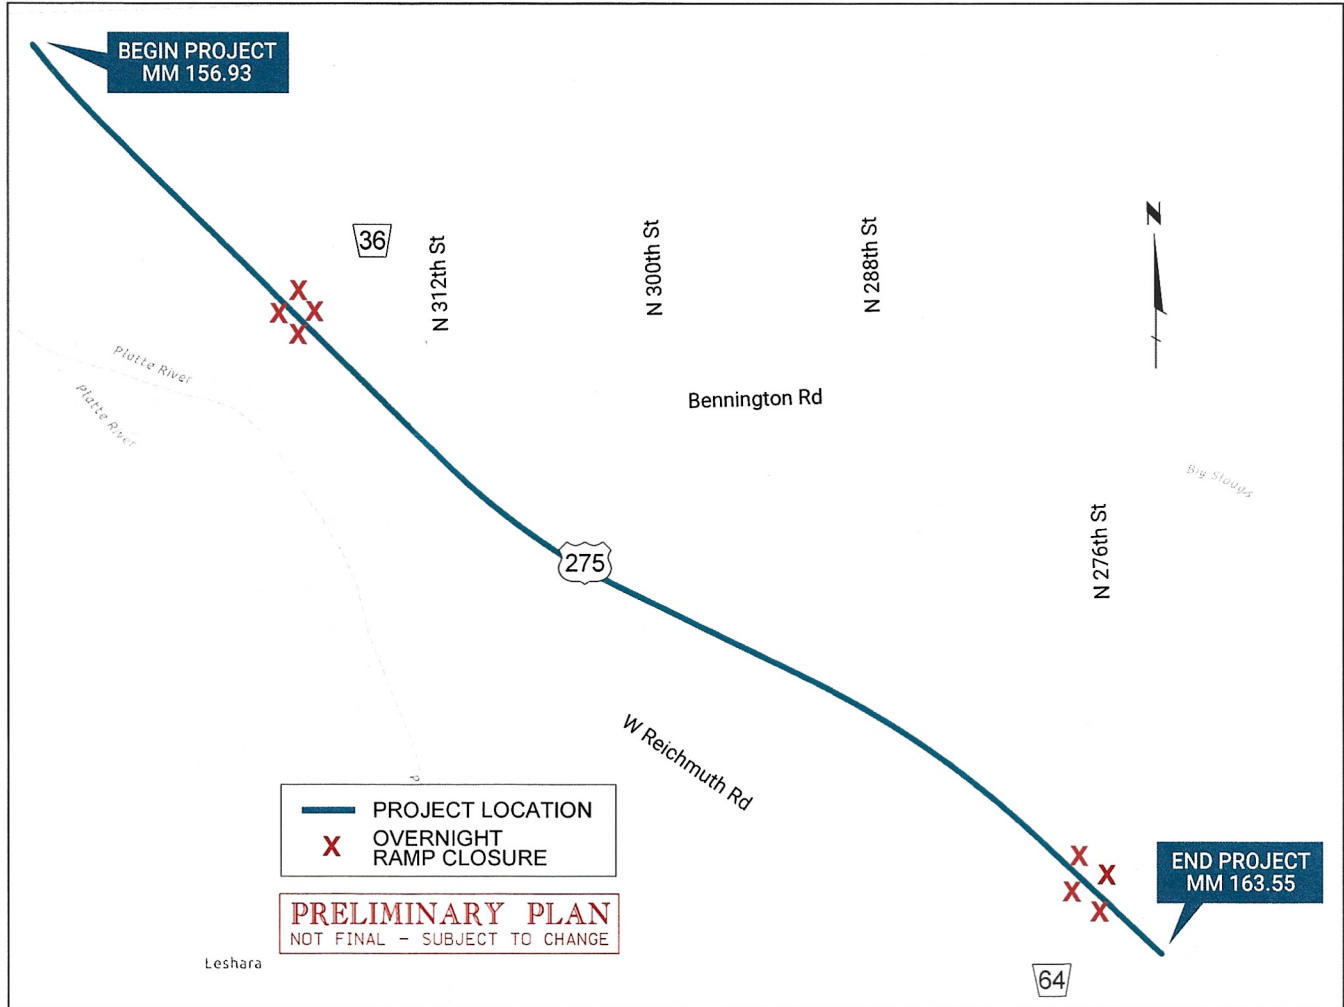 BEGIN PROJECT
MM 156.93
36
N 312th St
N 300th St
N 288th St
N
Platte River
Platte River
Bennington Rd
Big Slough
N 276th St
275
W Reichmuth Rd
P
PROJECT LOCATION
X OVERNIGHT
RAMP CLOSURE
END PROJECT
MM 163.55
X
X
X
X
X
X
X
X
PRELIMINARY PLAN
NOT FINAL - SUBJECT TO CHANGE
Leshara
64